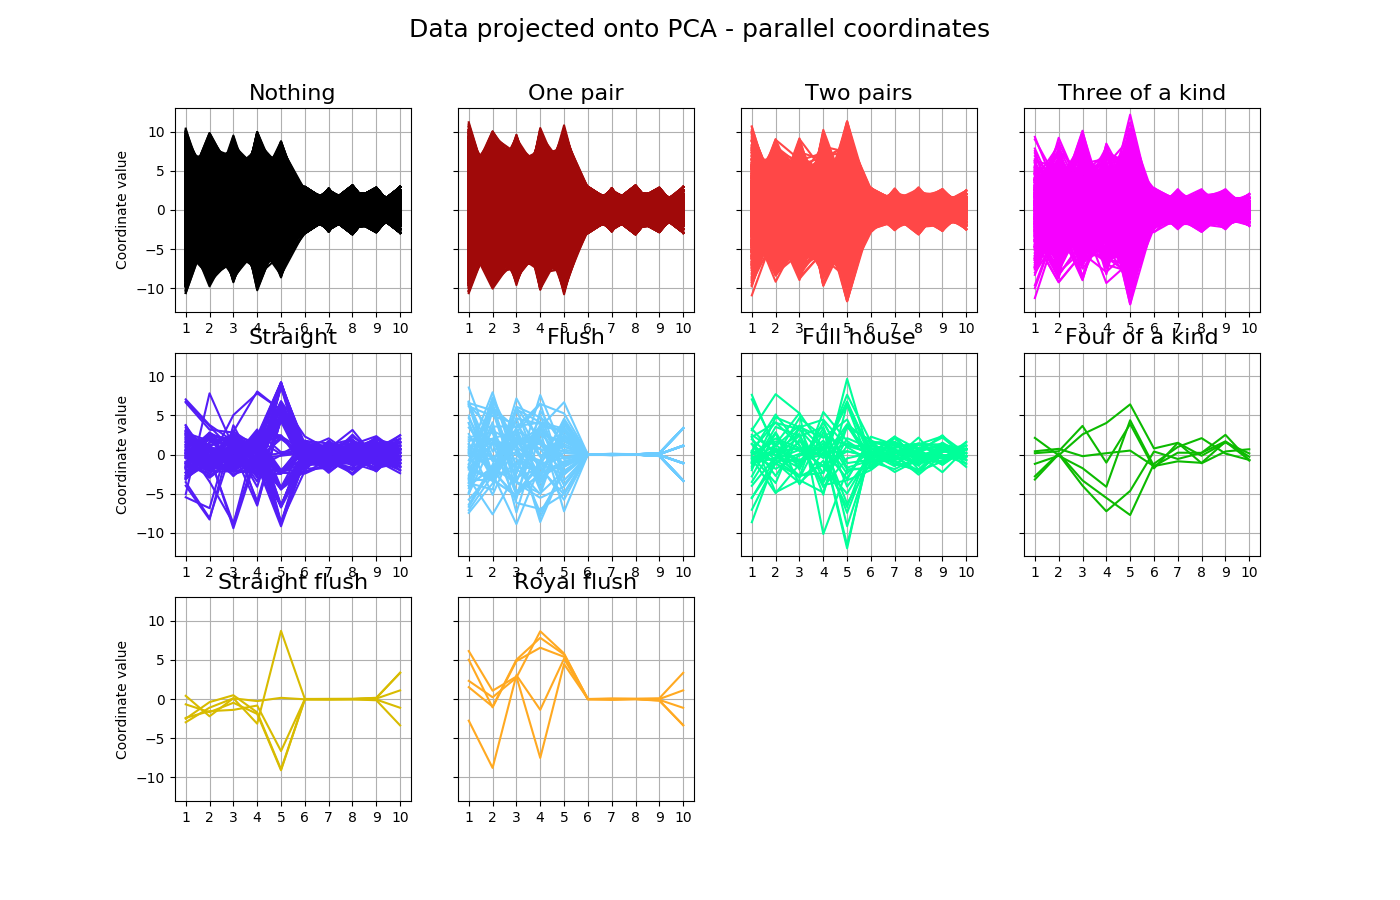 Data projected onto PCA - parallel coordinates
Nothing
One pair
Two pairs
Three of a kind
Coordinate value
10
5
0
−5
−10
1 2 3 4 5 6 7 8 9 10
1 2 3 4 5 6 7 8 9 10
1 2 3 4 5 6 7 8 9 10
1 2 3 4 5 6 7 8 9 10
Straight
Flush
Full house
Four of a kind
Coordinate value
10
5
0
−5
−10
1 2 3 4 5 6 7 8 9 10
1 2 3 4 5 6 7 8 9 10
1 2 3 4 5 6 7 8 9 10
1 2 3 4 5 6 7 8 9 10
Straight flush
Royal flush
Coordinate value
10
5
0
−5
−10
1 2 3 4 5 6 7 8 9 10
1 2 3 4 5 6 7 8 9 10